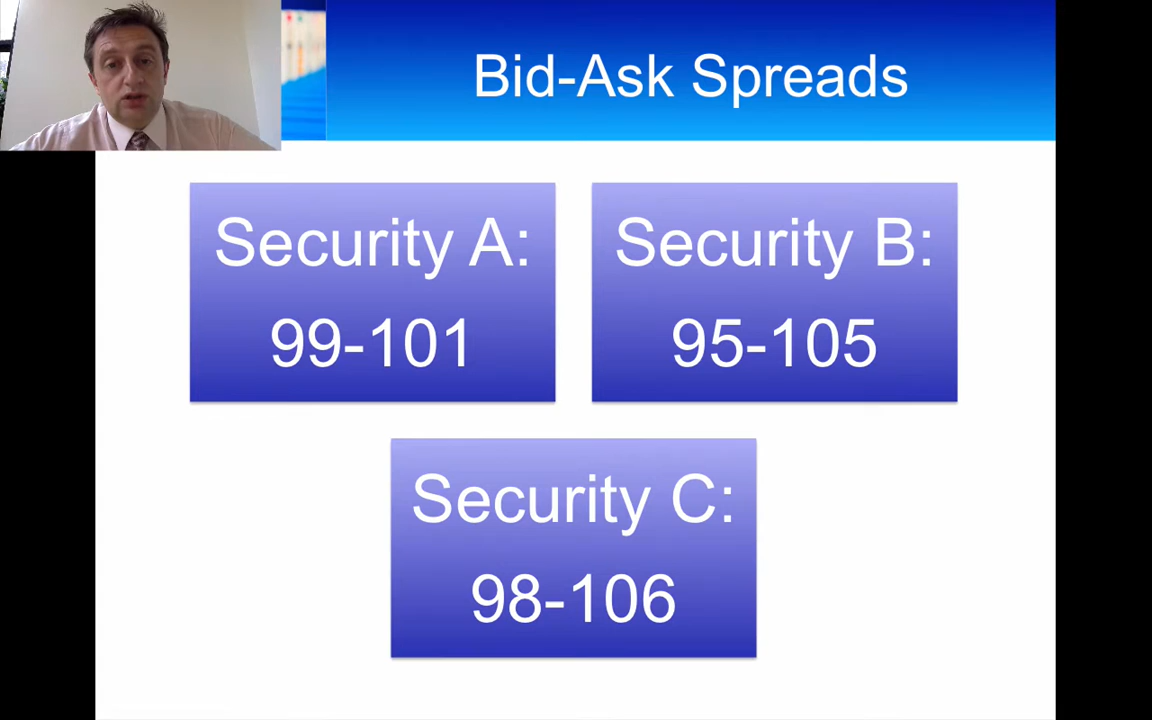 Bid-Ask Spreads
Security A:
99-101
Security B:
95-105
Security C:
98-106